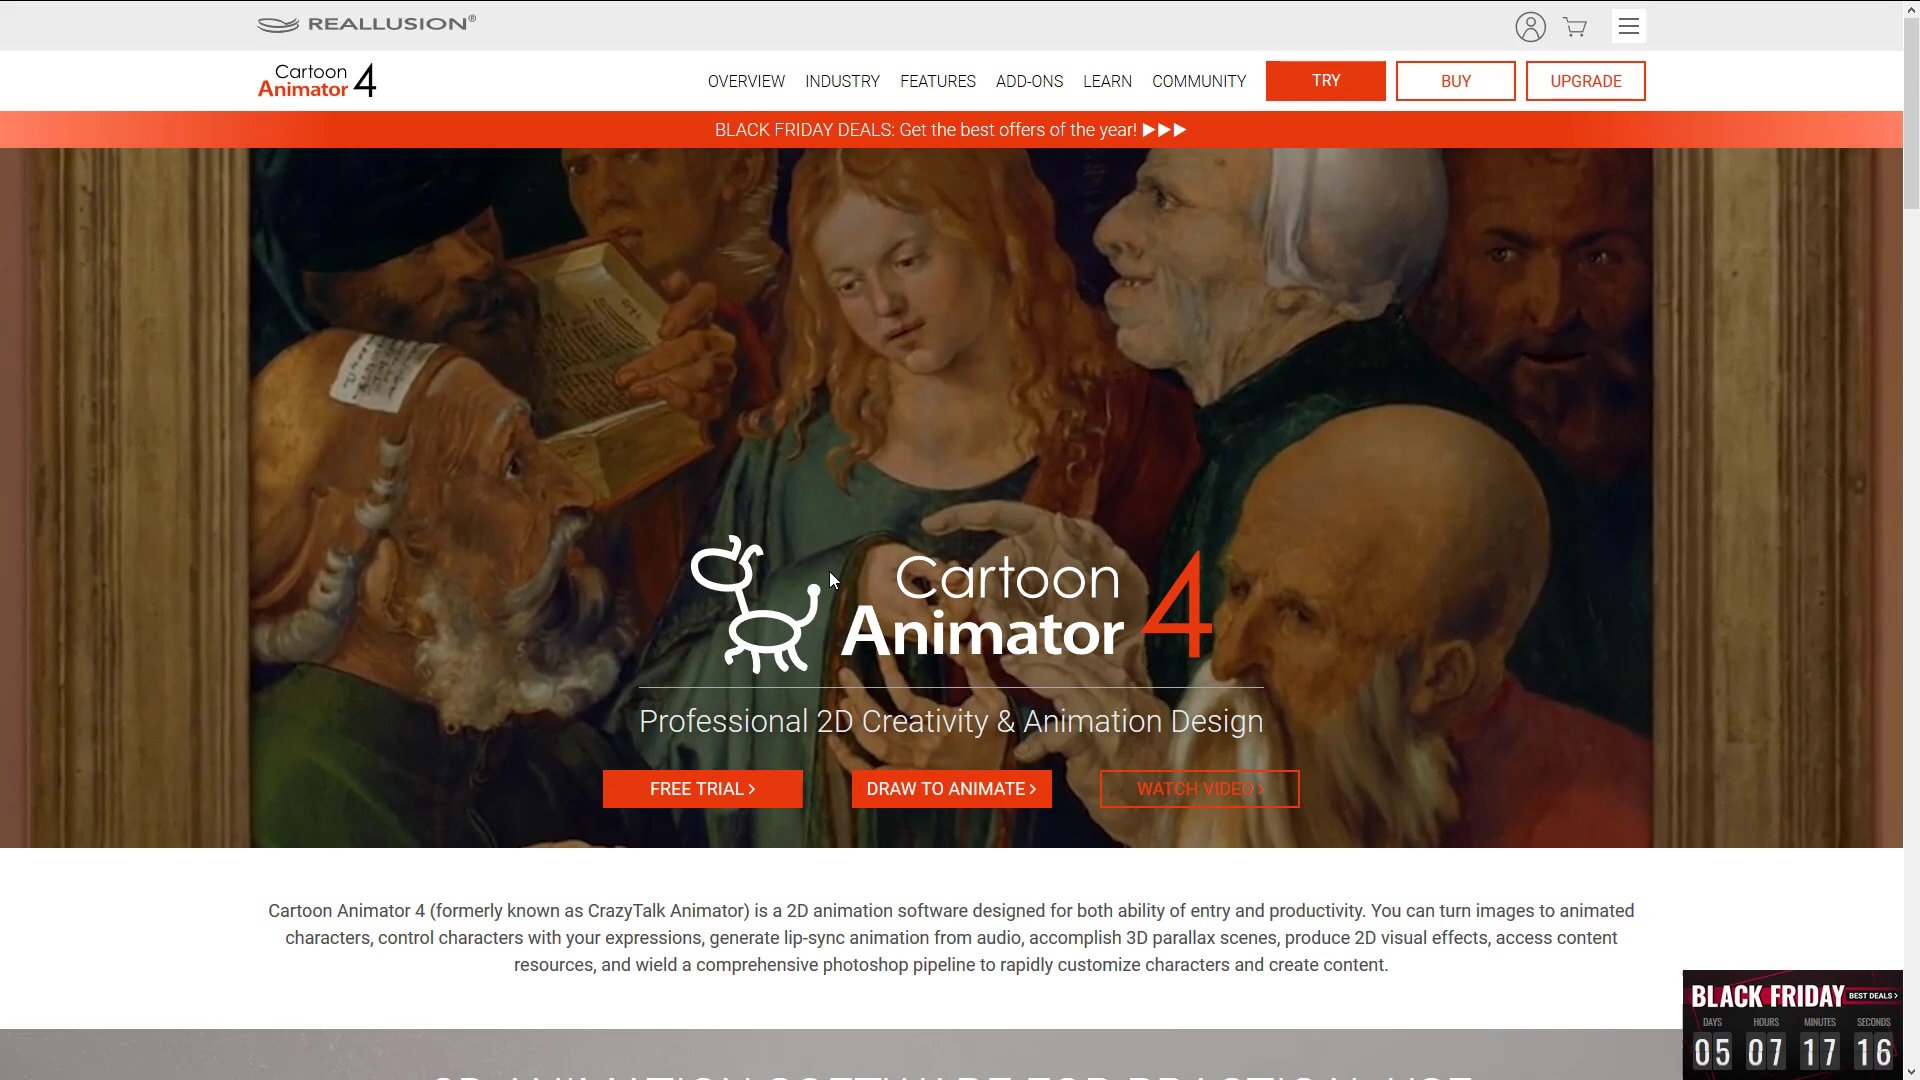 REALLUSION®
Cartoon
Animator 4
OVERVIEW INDUSTRY FEATURES ADD-ONS LEARN COMMUNITY TRY BUY UPGRADE
BLACK FRIDAY DEALS: Get the best offers of the year! ▶▶▶
Cartoon
Animator 4
Professional 2D Creativity & Animation Design
FREE TRIAL > DRAW TO ANIMATE > WATCH VIDEO >
Cartoon Animator 4 (formerly known as CrazyTalk Animator) is a 2D animation software designed for both ability of entry and productivity. You can turn images to animated
characters, control characters with your expressions, generate lip-sync animation from audio, accomplish 3D parallax scenes, produce 2D visual effects, access content
resources, and wield a comprehensive photoshop pipeline to rapidly customize characters and create content.
BLACK FRIDAY BEST DEALS >
DAYS HOURS MINUTES SECONDS
05 07 17 16